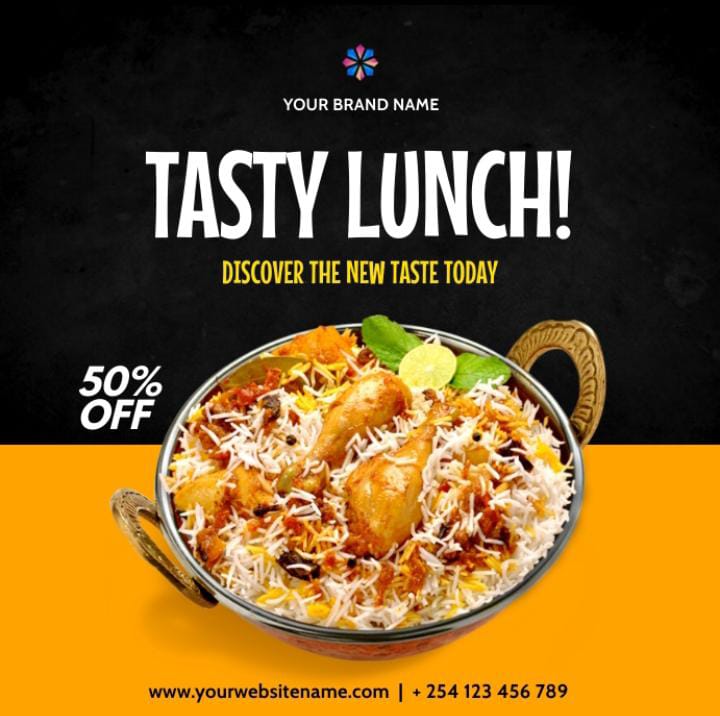 YOUR BRAND NAME
TASTY LUNCH!
DISCOVER THE NEW TASTE TODAY
50%
OFF
www.yourwebsitename.com | + 254 123 456 789